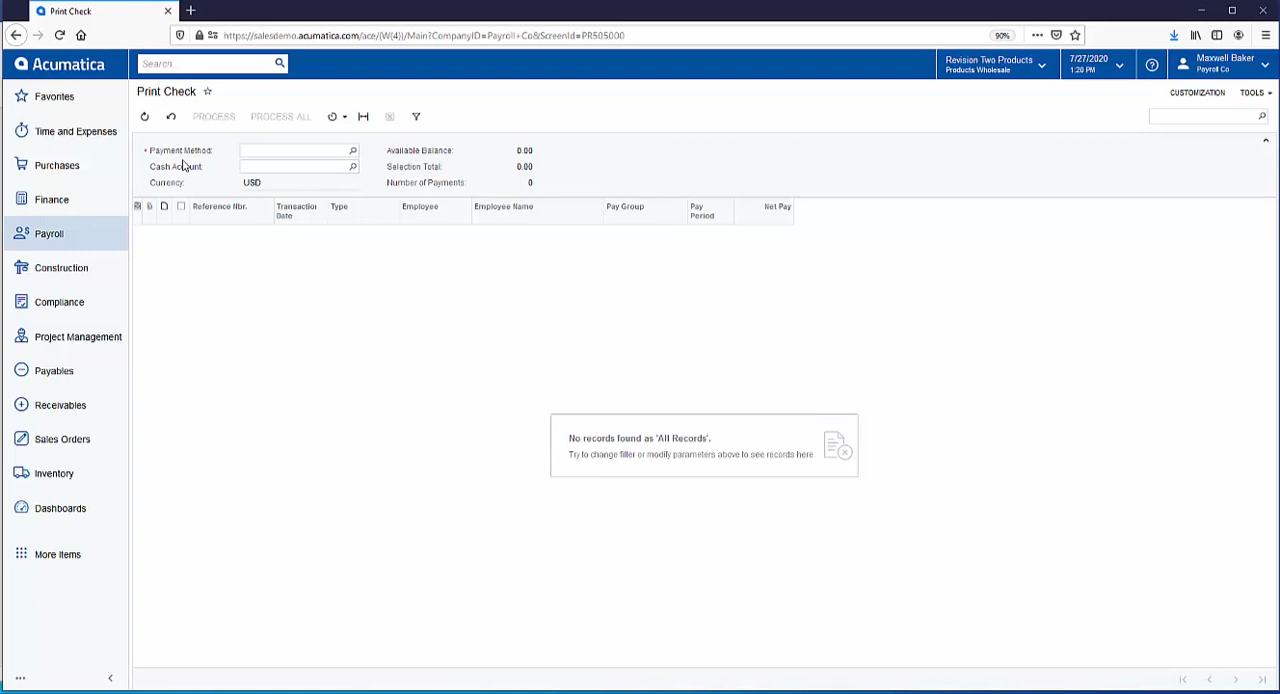 Print Check
https://salesdemo.acumatica.com/ace/(W(4))/Main?CompanyID=Payroll+Co&ScreenId=PR505000
90%
Acumatica
Search...
Revision Two Products
Products Wholesale
7/27/2020
1:20 PM
Maxwell Baker
Payroll Co
Favorites
Time and Expenses
Purchases
Finance
Payroll
Construction
Compliance
Project Management
Payables
Receivables
Sales Orders
Inventory
Dashboards
More Items
Print Check
CUSTOMIZATION TOOLS
PROCESS PROCESS ALL
* Payment Method: Available Balance: 0.00
Cash Account: Selection Total: 0.00
Currency: USD Number of Payments: 0
Reference Nbr. Transaction Date Type Employee Employee Name Pay Group Pay Period Net Pay
No records found as 'All Records'.
Try to change filter or modify parameters above to see records here